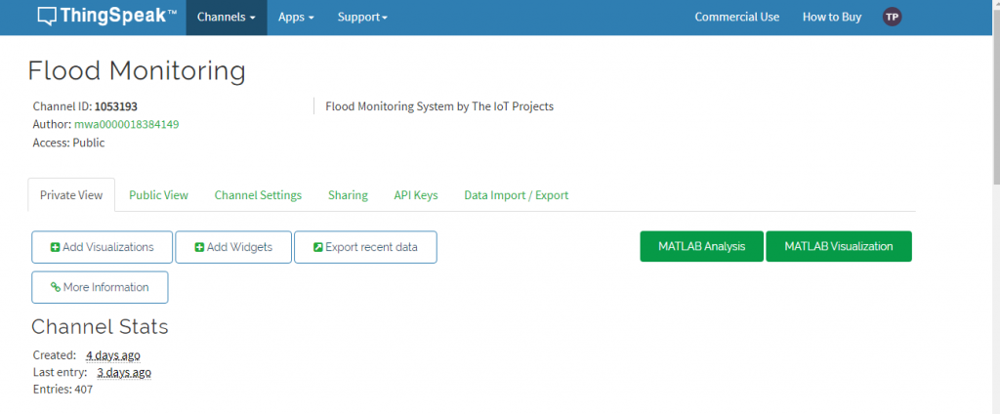 ThingSpeak™ Channels Apps Support Commercial Use How to Buy TP
Flood Monitoring
Channel ID: 1053193 Flood Monitoring System by The IoT Projects
Author: mwa0000018384149
Access: Public
Private View Public View Channel Settings Sharing API Keys Data Import / Export
Add Visualizations Add Widgets Export recent data MATLAB Analysis MATLAB Visualization
More Information
Channel Stats
Created: 4 days ago
Last entry: 3 days ago
Entries: 407